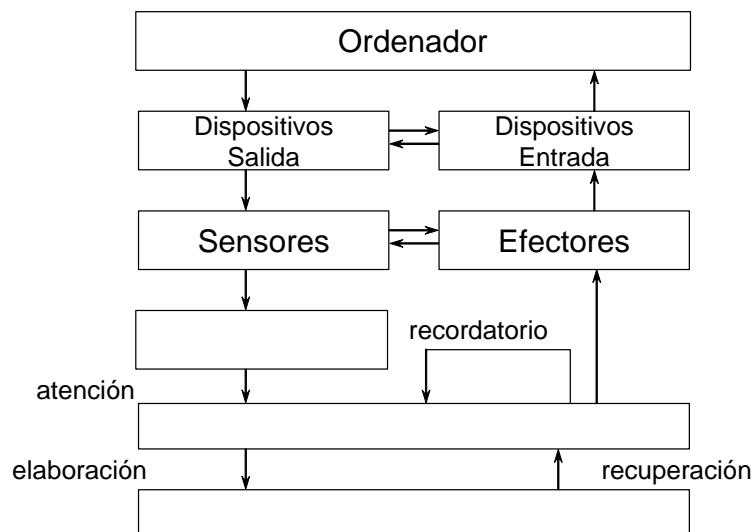 Ordenador
Dispositivos
Salida
Dispositivos
Entrada
Sensores
Efectores
recordatorio
atención
elaboración
recuperación